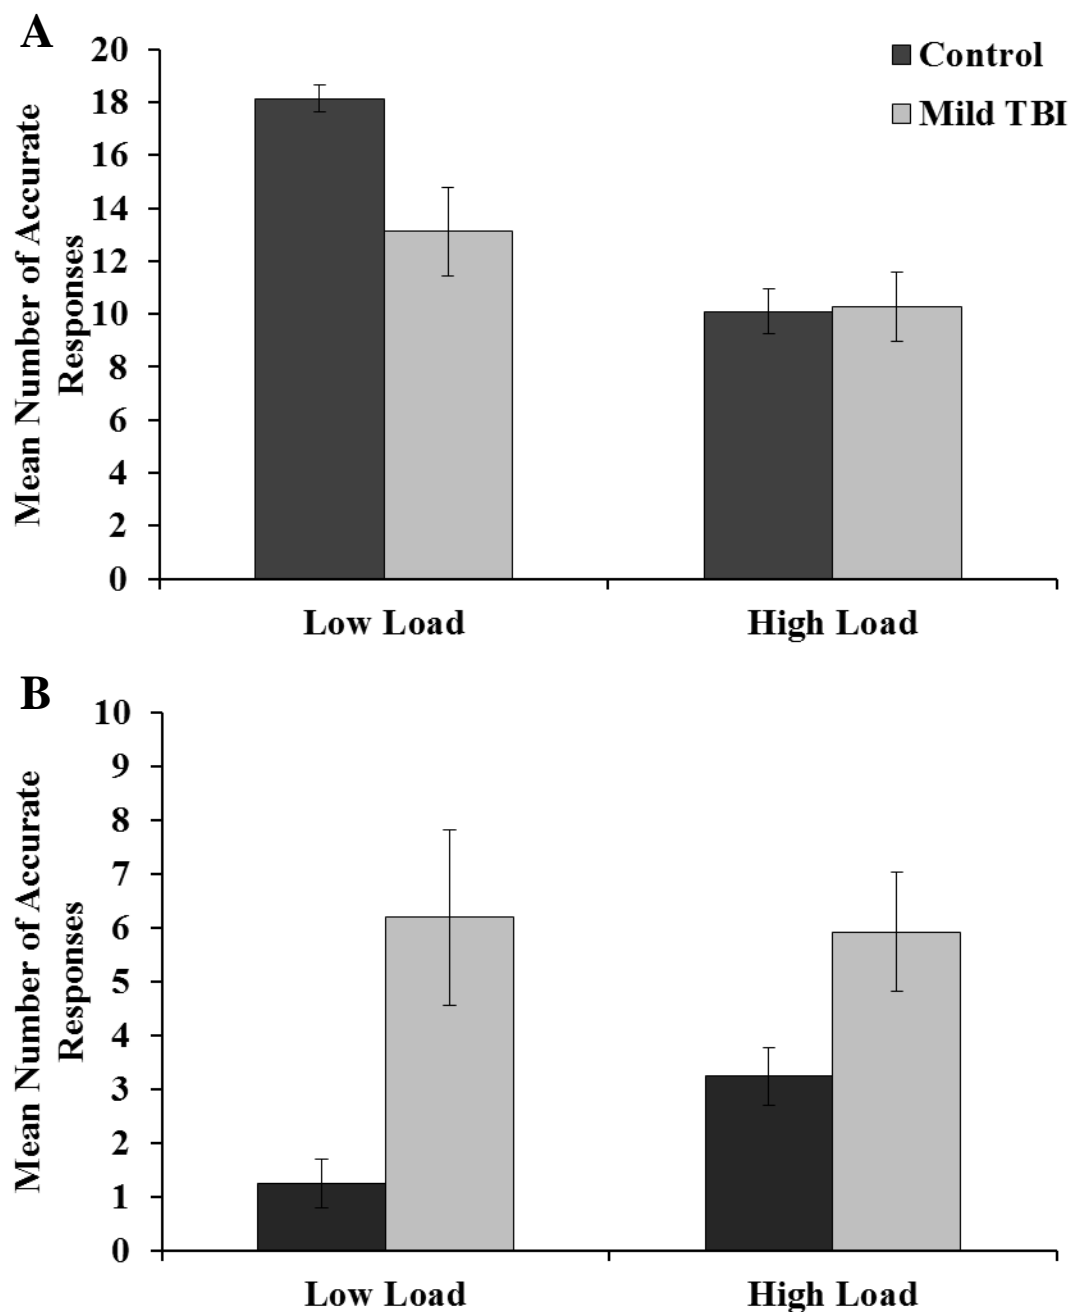 A
Control
Mild TBI
Mean Number of Accurate
Responses
20
18
16
14
12
10
8
6
4
2
0
Low Load
High Load
B
Mean Number of Accurate
Responses
10
9
8
7
6
5
4
3
2
1
0
Low Load
High Load